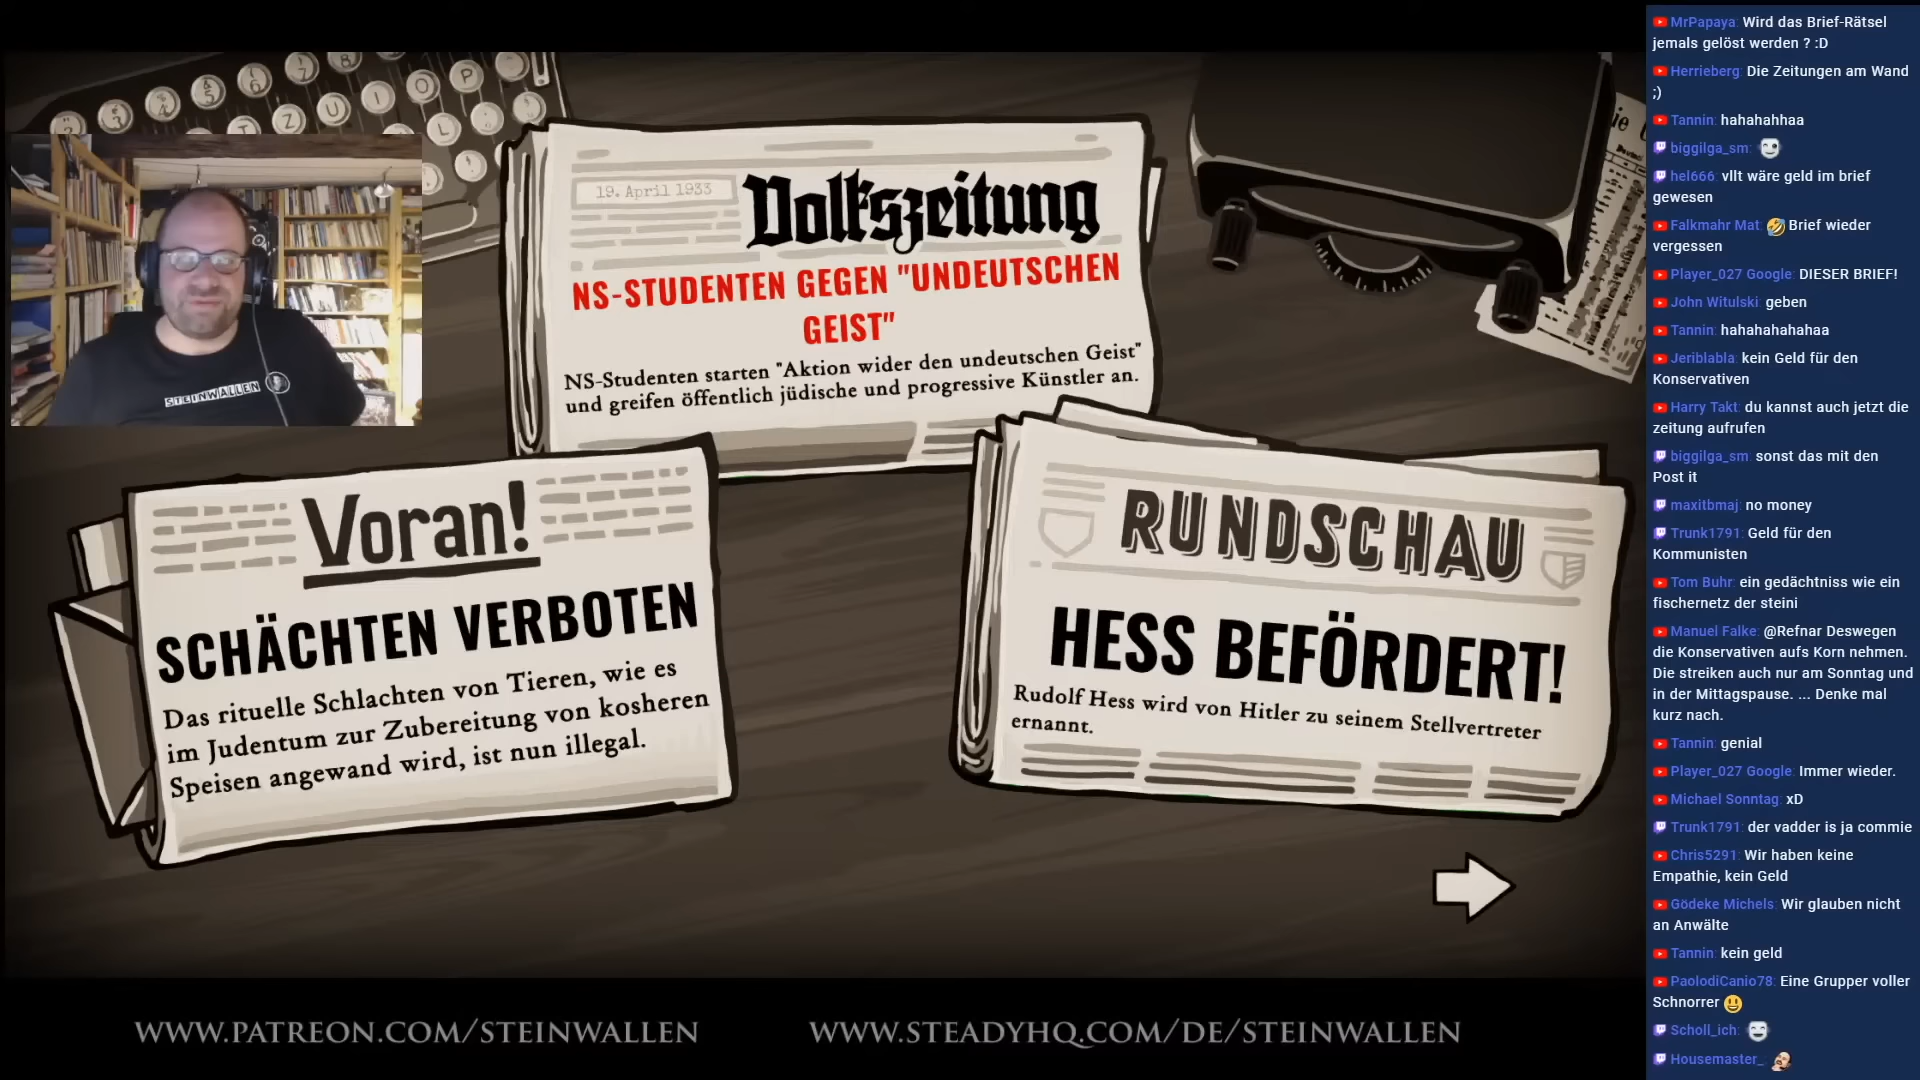 19. April 1933
Volkszeitung
NS-STUDENTEN GEGEN "UNDEUTSCHEN
GEIST"
NS-Studenten starten "Aktion wider den undeutschen Geist"
und greifen öffentlich jüdische und progressive Künstler an.
STEINWALLEN
Voran!
SCHÄCHTEN VERBOTEN
Das rituelle Schlachten von Tieren, wie es
im Judentum zur Zubereitung von kosheren
Speisen angewand wird, ist nun illegal.
RUNDSCHAU
HESS BEFÖRDERT!
Rudolf Hess wird von Hitler zu seinem Stellvertreter
ernannt.
WWW.PATREON.COM/STEINWALLEN
WWW.STEADYHQ.COM/DE/STEINWALLEN
MrPapaya: Wird das Brief-Rätsel
jemals gelöst werden ? :D
Herrieberg: Die Zeitungen am Wand
;)
Tannin: hahahahhaa
biggilga_sm:
hel666: vllt wäre geld im brief
gewesen
Falkmahr Mat: 🤣 Brief wieder
vergessen
Player_027 Google: DIESER BRIEF!
John Witulski: geben
Tannin: hahahahahahaa
Jeriblabla: kein Geld für den
Konservativen
Harry Takt: du kannst auch jetzt die
zeitung aufrufen
biggilga_sm: sonst das mit den
Post it
maxitbmaj: no money
Trunk1791: Geld für den
Kommunisten
Tom Buhr: ein gedächtniss wie ein
fischernetz der steini
Manuel Falke: @Refnar Deswegen
die Konservativen aufs Korn nehmen.
Die streiken auch nur am Sonntag und
in der Mittagspause. ... Denke mal
kurz nach.
Tannin: genial
Player_027 Google: Immer wieder.
Michael Sonntag: xD
Trunk1791: der vadder is ja commie
Chris5291: Wir haben keine
Empathie, kein Geld
Gödeke Michels: Wir glauben nicht
an Anwälte
Tannin: kein geld
PaolodiCanio78: Eine Grupper voller
Schnorrer 😃
Scholl_ich:
Housemaster_: